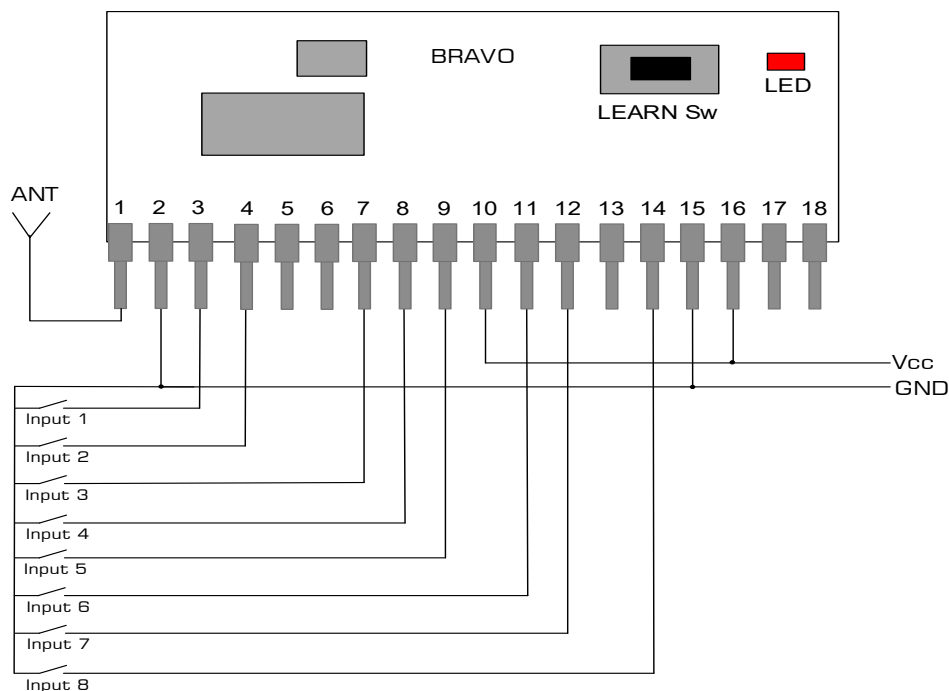 BRAVO
LED
LEARN Sw
ANT
1 2 3 4 5 6 7 8 9 10 11 12 13 14 15 16 17 18
Vcc
GND
Input 1
Input 2
Input 3
Input 4
Input 5
Input 6
Input 7
Input 8